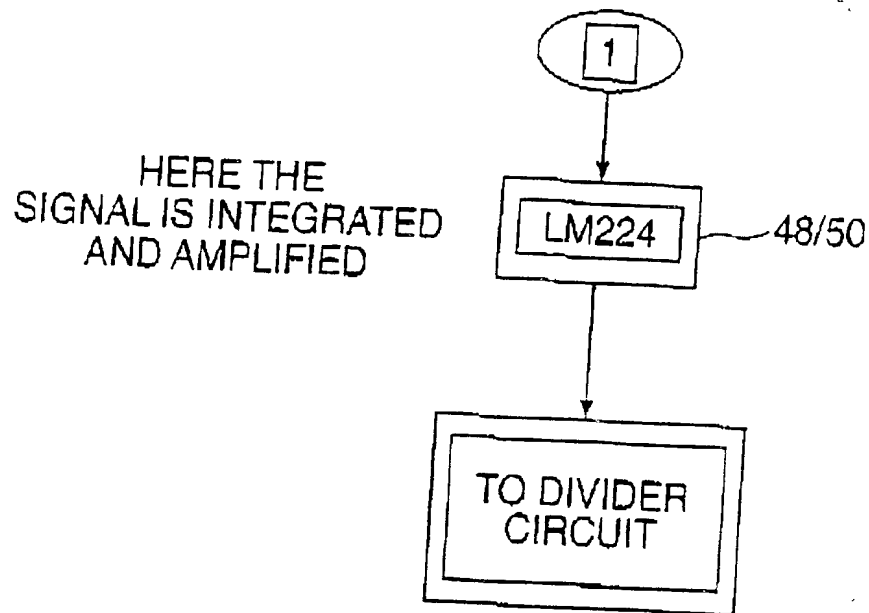 1
HERE THE
SIGNAL IS INTEGRATED
AND AMPLIFIED
LM224
48/50
TO DIVIDER
CIRCUIT